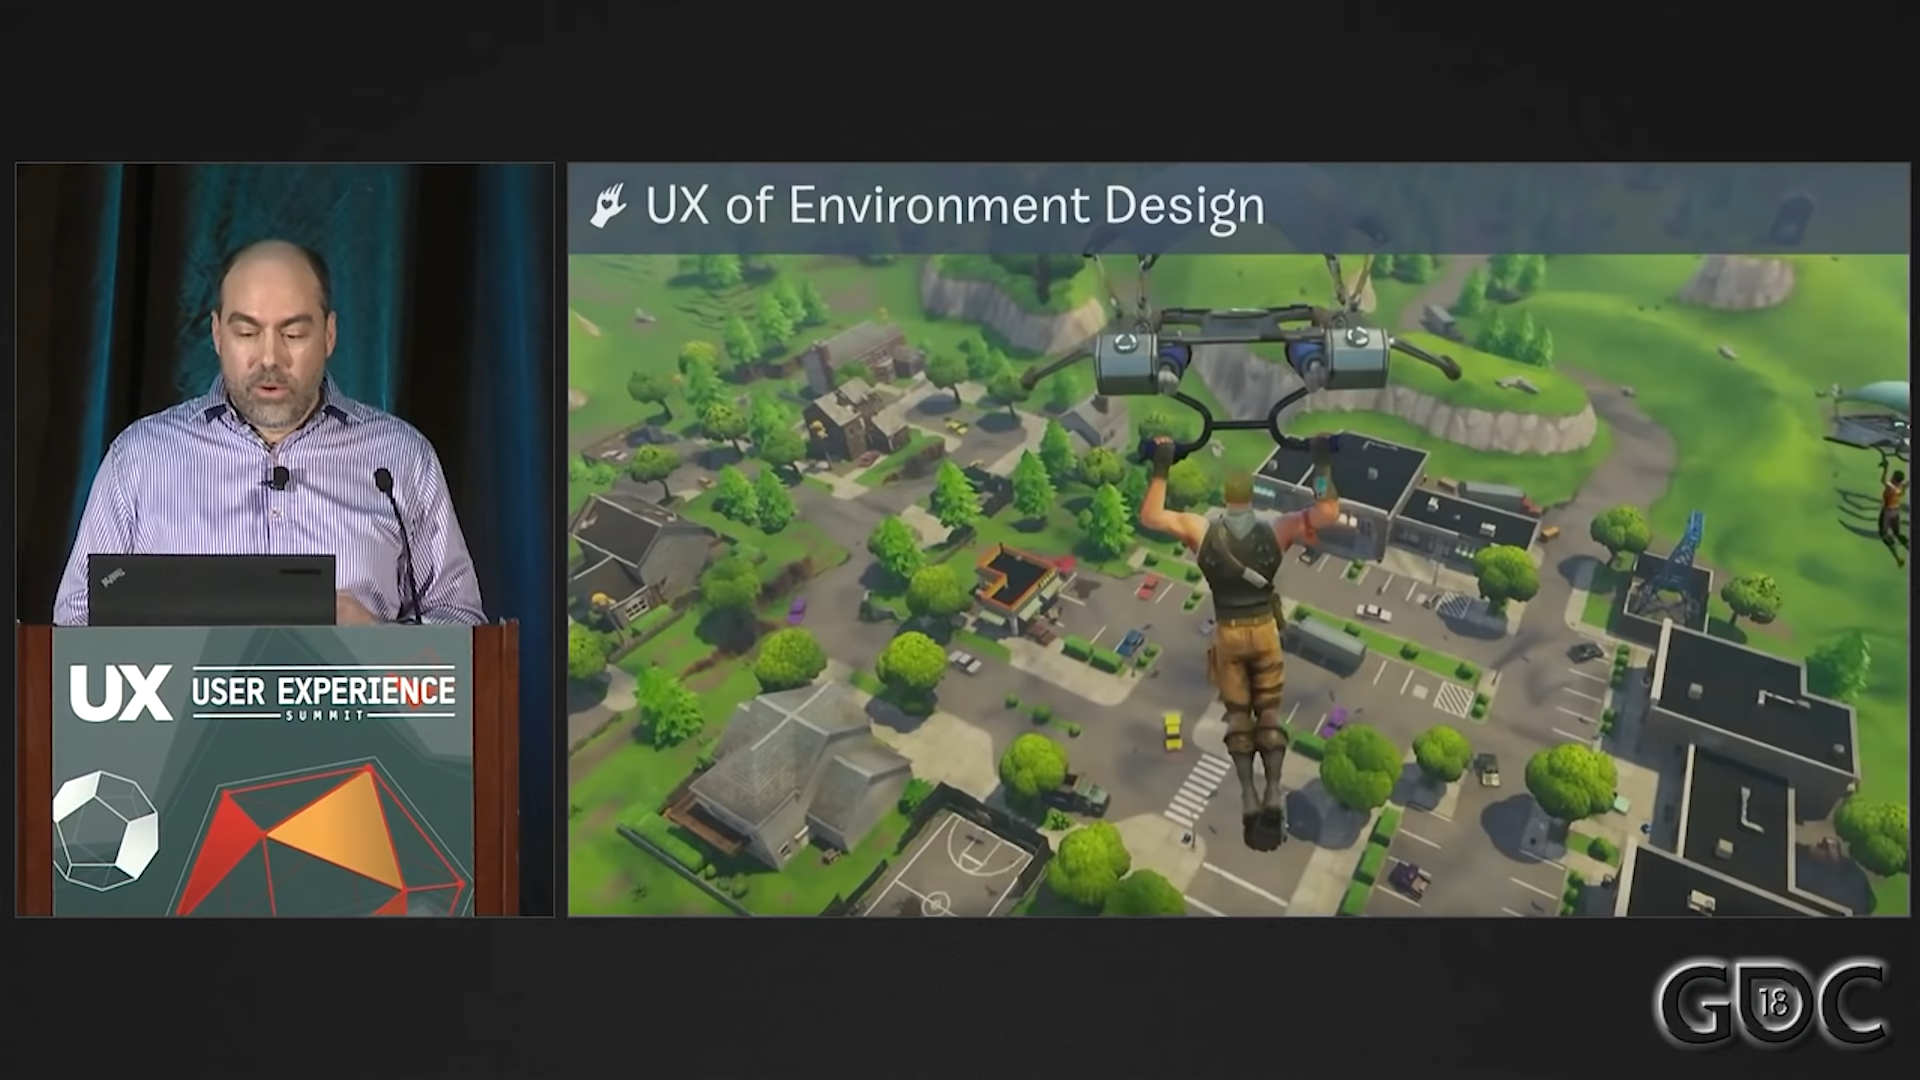 UX of Environment Design
UX USER EXPERIENCE
SUMMIT
GDC
18